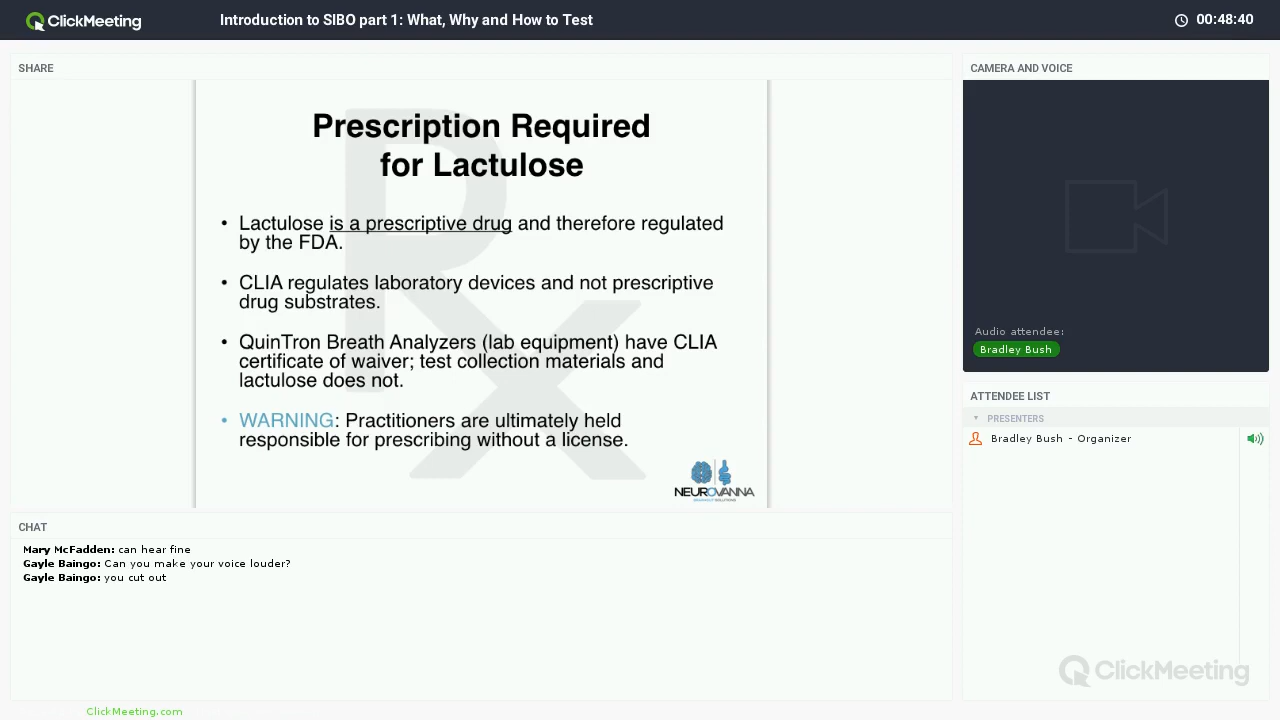 ClickMeeting
Introduction to SIBO part 1: What, Why and How to Test
00:48:40
SHARE
Prescription Required
for Lactulose
• Lactulose is a prescriptive drug and therefore regulated
by the FDA.
• CLIA regulates laboratory devices and not prescriptive
drug substrates.
• QuinTron Breath Analyzers (lab equipment) have CLIA
certificate of waiver; test collection materials and
lactulose does not.
• WARNING: Practitioners are ultimately held
responsible for prescribing without a license.
NEUROVANNA
CHAT
Mary McFadden: can hear fine
Gayle Baingo: Can you make your voice louder?
Gayle Baingo: you cut out
CAMERA AND VOICE
Audio attendee:
Bradley Bush
ATTENDEE LIST
PRESENTERS
Bradley Bush - Organizer
ClickMeeting
ClickMeeting.com